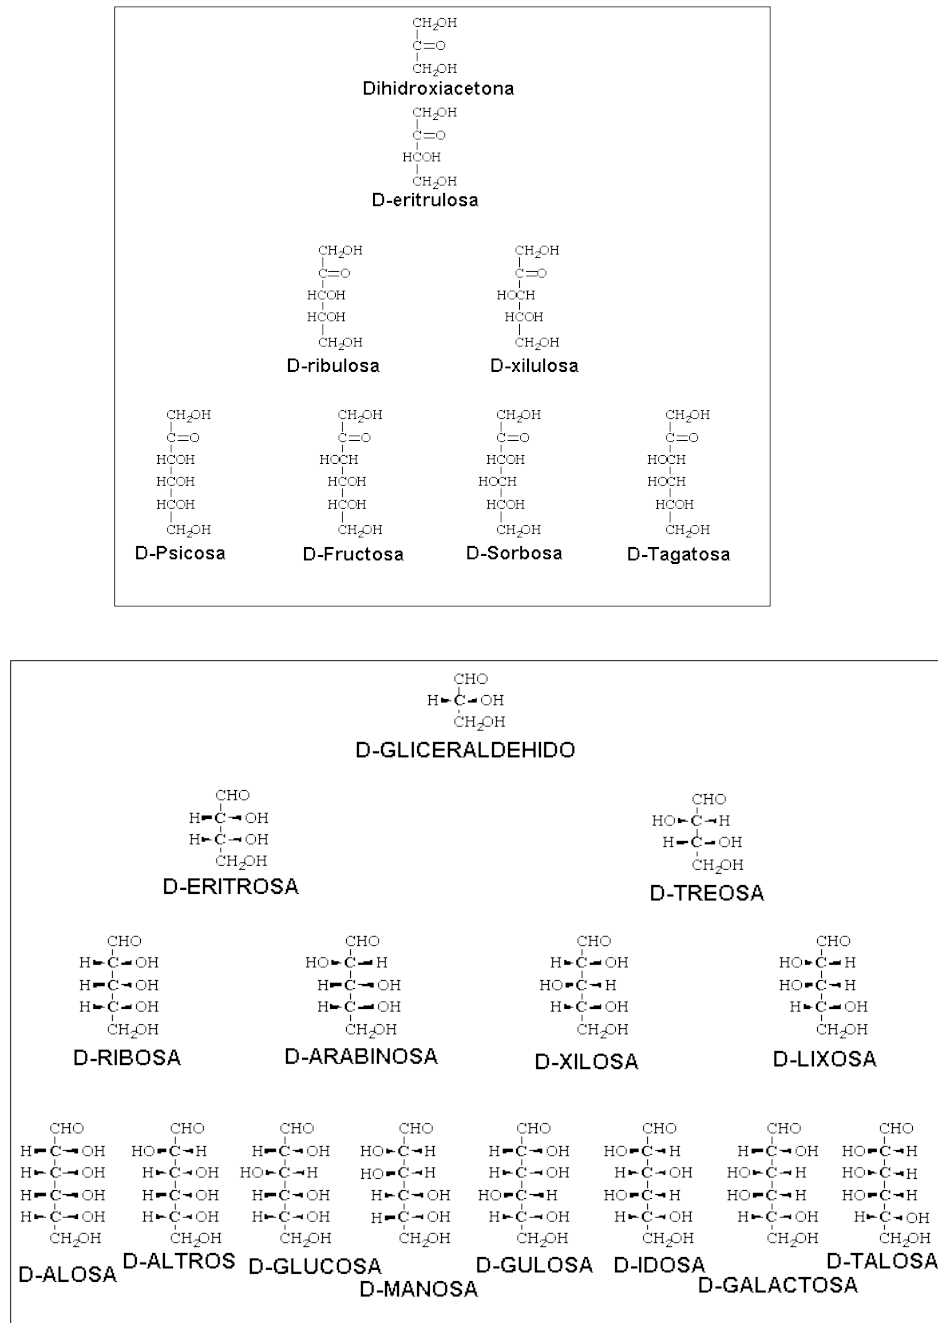 CH₂OH
C=O
CH₂OH
Dihidroxiacetona
CH₂OH
C=O
HCOH
CH₂OH
D-eritrulosa
CH₂OH CH₂OH
C=O C=O
HCOH HOCH
HCOH HCOH
CH₂OH CH₂OH
D-ribulosa D-xilulosa
CH₂OH CH₂OH CH₂OH CH₂OH
C=O C=O C=O C=O
HCOH HOCH HCOH HOCH
HCOH HCOH HOCH HOCH
HCOH HCOH HCOH HCOH
CH₂OH CH₂OH CH₂OH CH₂OH
D-Psicosa D-Fructosa D-Sorbosa D-Tagatosa
CHO
H C OH
CH₂OH
D-GLICERALDEHIDO
CHO CHO
H C OH HO C H
H C OH H C OH
CH₂OH CH₂OH
D-ERITROSA D-TREOSA
CHO CHO CHO CHO
H C OH HO C H H C OH HO C H
H C OH H C OH HO C H HO C H
H C OH H C OH H C OH H C OH
CH₂OH CH₂OH CH₂OH CH₂OH
D-RIBOSA D-ARABINOSA D-XILOSA D-LIXOSA
CHO CHO CHO CHO CHO CHO CHO CHO
H C OH HO C H H C OH HO C H H C OH HO C H H C OH HO C H
H C OH H C OH HO C H HO C H H C OH H C OH HO C H HO C H
H C OH H C OH H C OH H C OH HO C H HO C H HO C H HO C H
H C OH H C OH H C OH H C OH H C OH H C OH H C OH H C OH
CH₂OH CH₂OH CH₂OH CH₂OH CH₂OH CH₂OH CH₂OH CH₂OH
D-ALOSA D-ALTROS D-GLUCOSA D-MANOSA D-GULOSA D-IDOSA D-GALACTOSA D-TALOSA